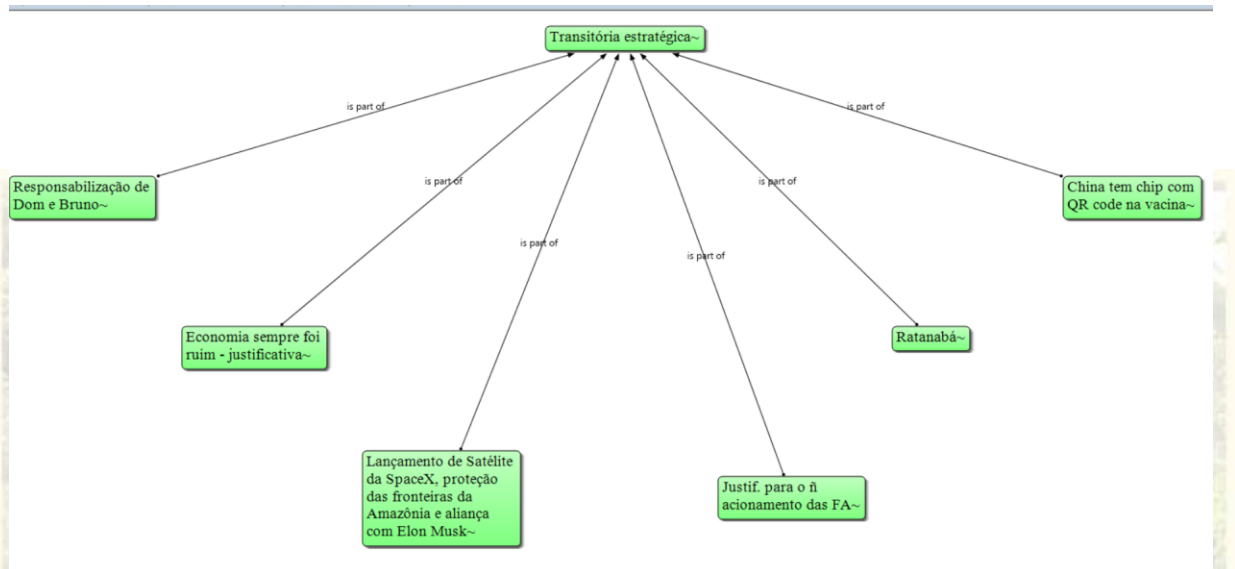 Transitória estratégica~
is part of
is part of
Responsabilização de
Dom e Bruno~
is part of
is part of
China tem chip com
QR code na vacina~
is part of
is part of
Economia sempre foi
ruim - justificativa~
Ratanabá~
Lançamento de Satélite
da SpaceX, proteção
das fronteiras da
Amazônia e aliança
com Elon Musk~
Justif. para o ñ
acionamento das FA~